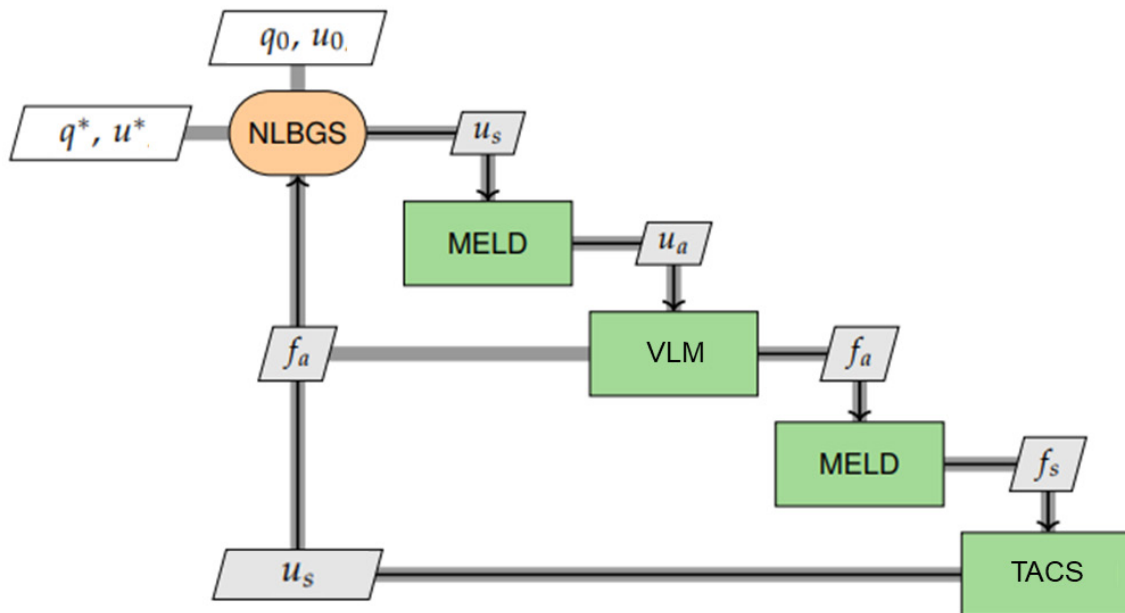 q₀, u₀,
q*, u*,
NLBGS
uₛ
MELD
uₐ
VLM
fₐ
fₐ
MELD
fₛ
TACS
uₛ